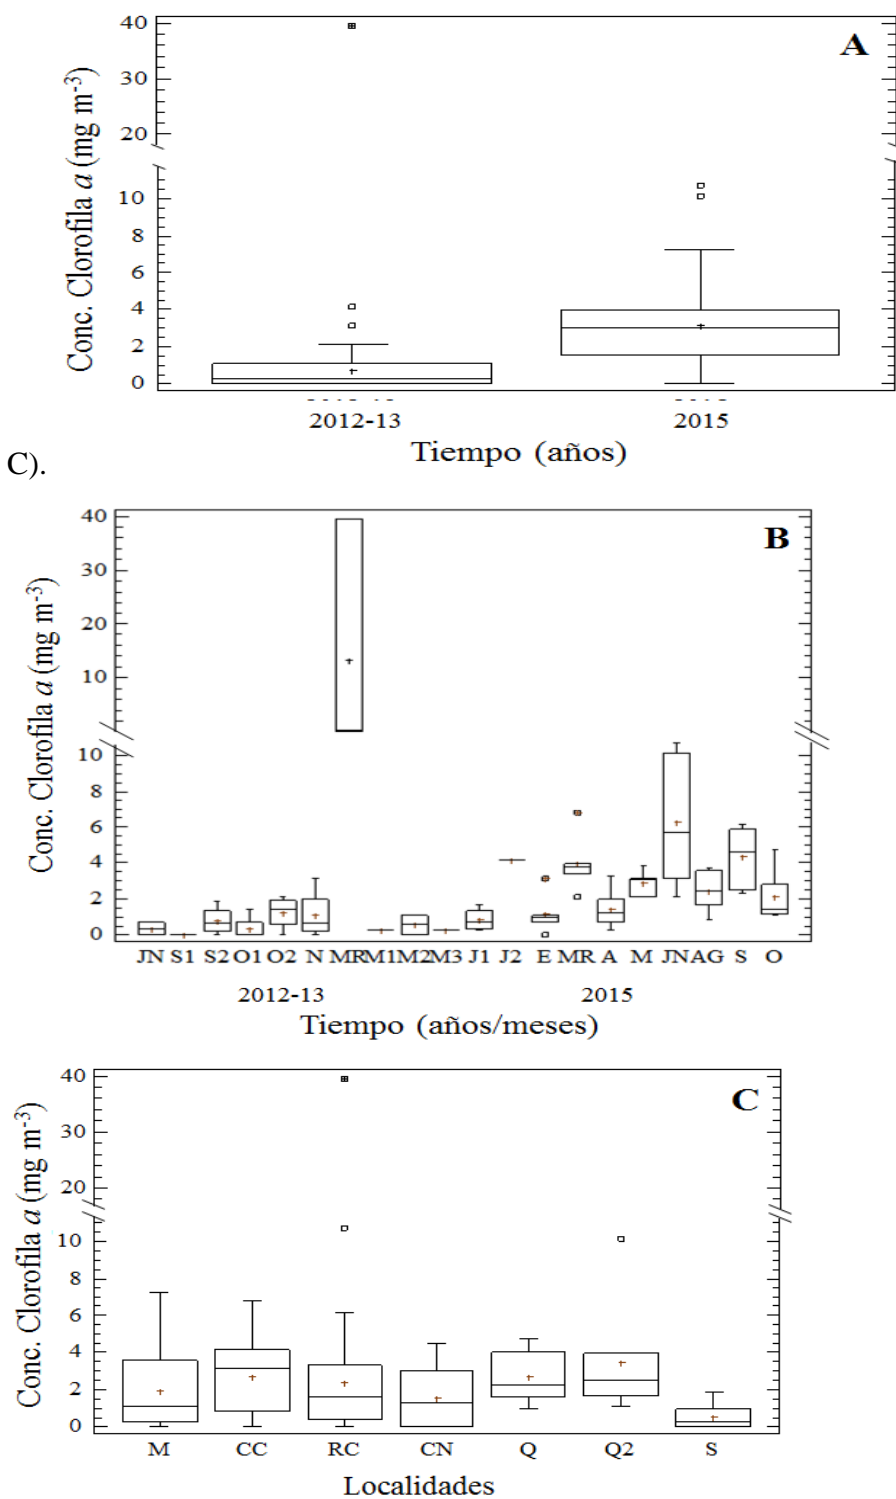 A
Conc. Clorofila a (mg m-3)
40
30
20
10
8
6
4
2
0
2012-13 2015
Tiempo (años)
C).
B
Conc. Clorofila a (mg m-3)
40
30
20
10
10
8
6
4
2
0
JN S1 S2 O1 O2 N MR M1 M2 M3 J1 J2 E MR A M JN AG S O
2012-13 2015
Tiempo (años/meses)
C
Conc. Clorofila a (mg m-3)
40
30
20
10
8
6
4
2
0
M CC RC CN Q Q2 S
Localidades